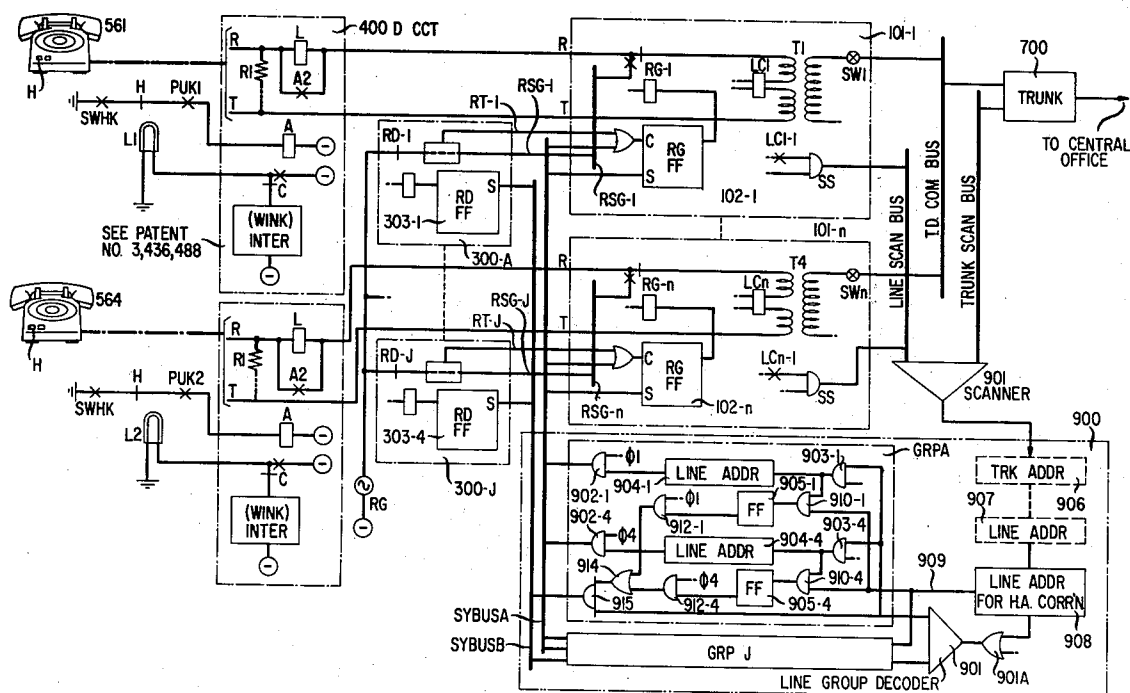 561
H
SWHK
H
PUK1
L1
SEE PATENT
NO. 3,436,488
400 D CCT
R
L
A2
R1
T
A
C
(WINK)
INTER
564
H
SWHK
H
PUK2
L2
R
L
A2
R1
T
A
C
(WINK)
INTER
RD-1
RT-1
RSG-1
S
RD
FF
303-1
300-A
RSG-J
RT-J
RD-J
S
RD
FF
303-4
300-J
RG
101-1
R
RG-1
LC1
T1
SW1
T
C
RG
FF
S
RSG-1
LC1-1
SS
102-1
101-n
R
RG-n
LCn
T4
SWn
T
C
RG
FF
S
RSG-n
LCn-1
SS
102-n
T.D. COM BUS
LINE SCAN BUS
TRUNK SCAN BUS
700
TRUNK
TO CENTRAL
OFFICE
901
SCANNER
900
GRPA
Φ1
902-1
LINE ADDR
904-1
903-1
905-1
Φ1
FF
910-1
902-4
912-1
Φ4
904-4
903-4
LINE ADDR
914
Φ4
FF
910-4
915
912-4
905-4
909
TRK ADDR
906
907
LINE ADDR
LINE ADDR
FOR H.A. CORR'N
908
SYBUSA
SYBUSB
GRP J
901
901A
LINE GROUP DECODER